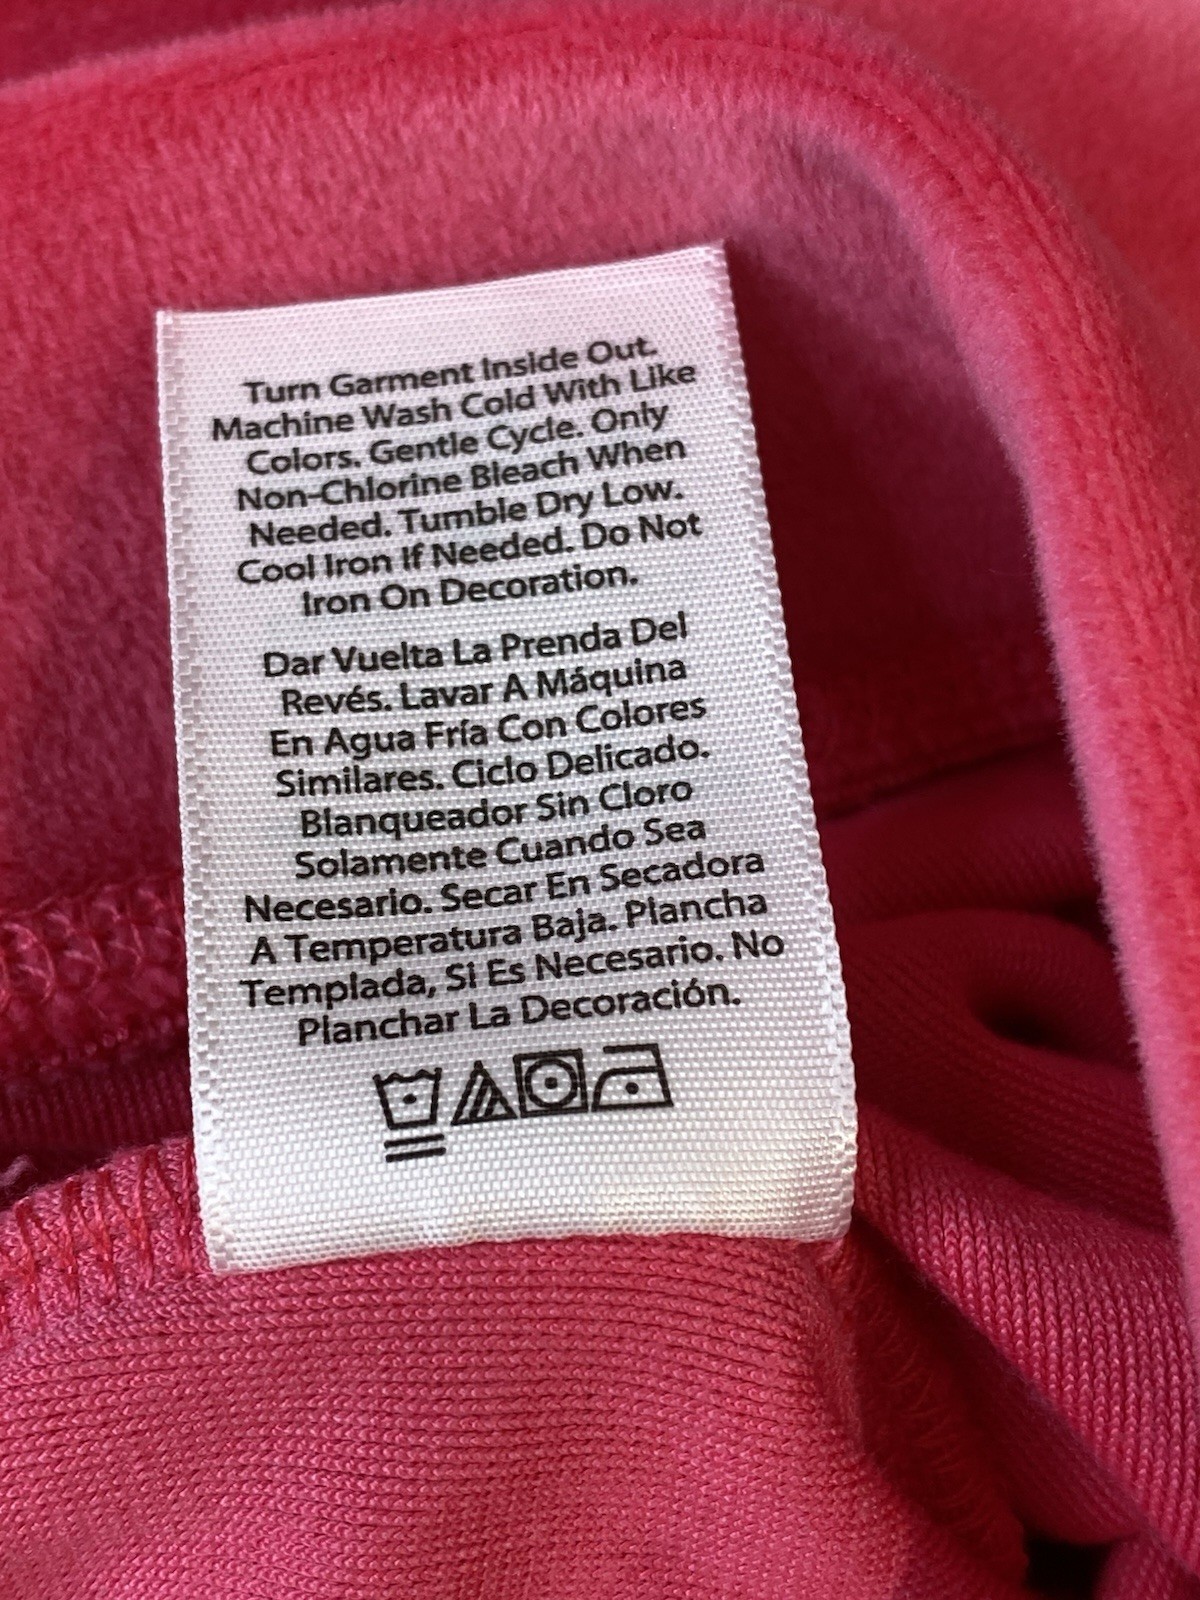 Turn Garment Inside Out.
Machine Wash Cold With Like
Colors. Gentle Cycle. Only
Non-Chlorine Bleach When
Needed. Tumble Dry Low.
Cool Iron If Needed. Do Not
Iron On Decoration.
Dar Vuelta La Prenda Del
Revés. Lavar A Máquina
En Agua Fría Con Colores
Similares. Ciclo Delicado.
Blanqueador Sin Cloro
Solamente Cuando Sea
Necesario. Secar En Secadora
A Temperatura Baja. Plancha
Templada, Si Es Necesario. No
Planchar La Decoración.